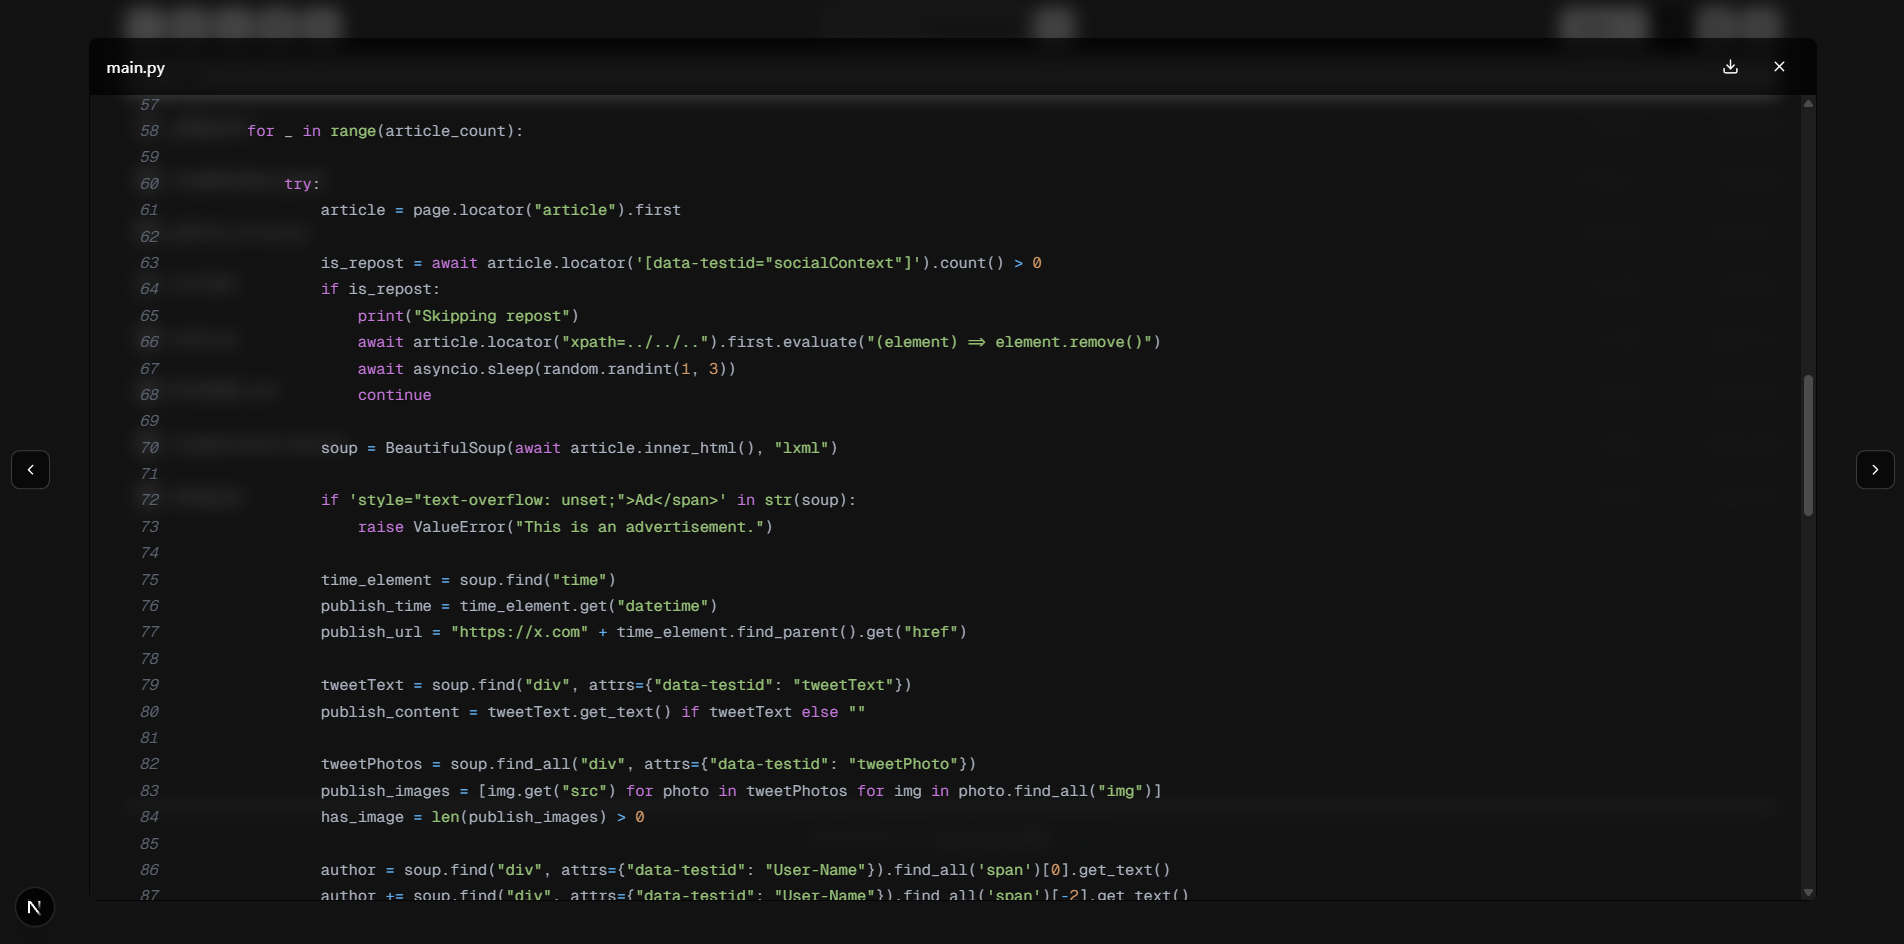 main.py
57
58 for _ in range(article_count):
59
60 try:
61 article = page.locator("article").first
62
63 is_repost = await article.locator('[data-testid="socialContext"]').count() > 0
64 if is_repost:
65 print("Skipping repost")
66 await article.locator("xpath=../../..").first.evaluate("(element) => element.remove()")
67 await asyncio.sleep(random.randint(1, 3))
68 continue
69
70 soup = BeautifulSoup(await article.inner_html(), "lxml")
71
72 if 'style="text-overflow: unset;">Ad</span>' in str(soup):
73 raise ValueError("This is an advertisement.")
74
75 time_element = soup.find("time")
76 publish_time = time_element.get("datetime")
77 publish_url = "https://x.com" + time_element.find_parent().get("href")
78
79 tweetText = soup.find("div", attrs={"data-testid": "tweetText"})
80 publish_content = tweetText.get_text() if tweetText else ""
81
82 tweetPhotos = soup.find_all("div", attrs={"data-testid": "tweetPhoto"})
83 publish_images = [img.get("src") for photo in tweetPhotos for img in photo.find_all("img")]
84 has_image = len(publish_images) > 0
85
86 author = soup.find("div", attrs={"data-testid": "User-Name"}).find_all('span')[0].get_text()
87 author += soup.find("div", attrs={"data-testid": "User-Name"}).find_all('span')[-2].get_text()
N